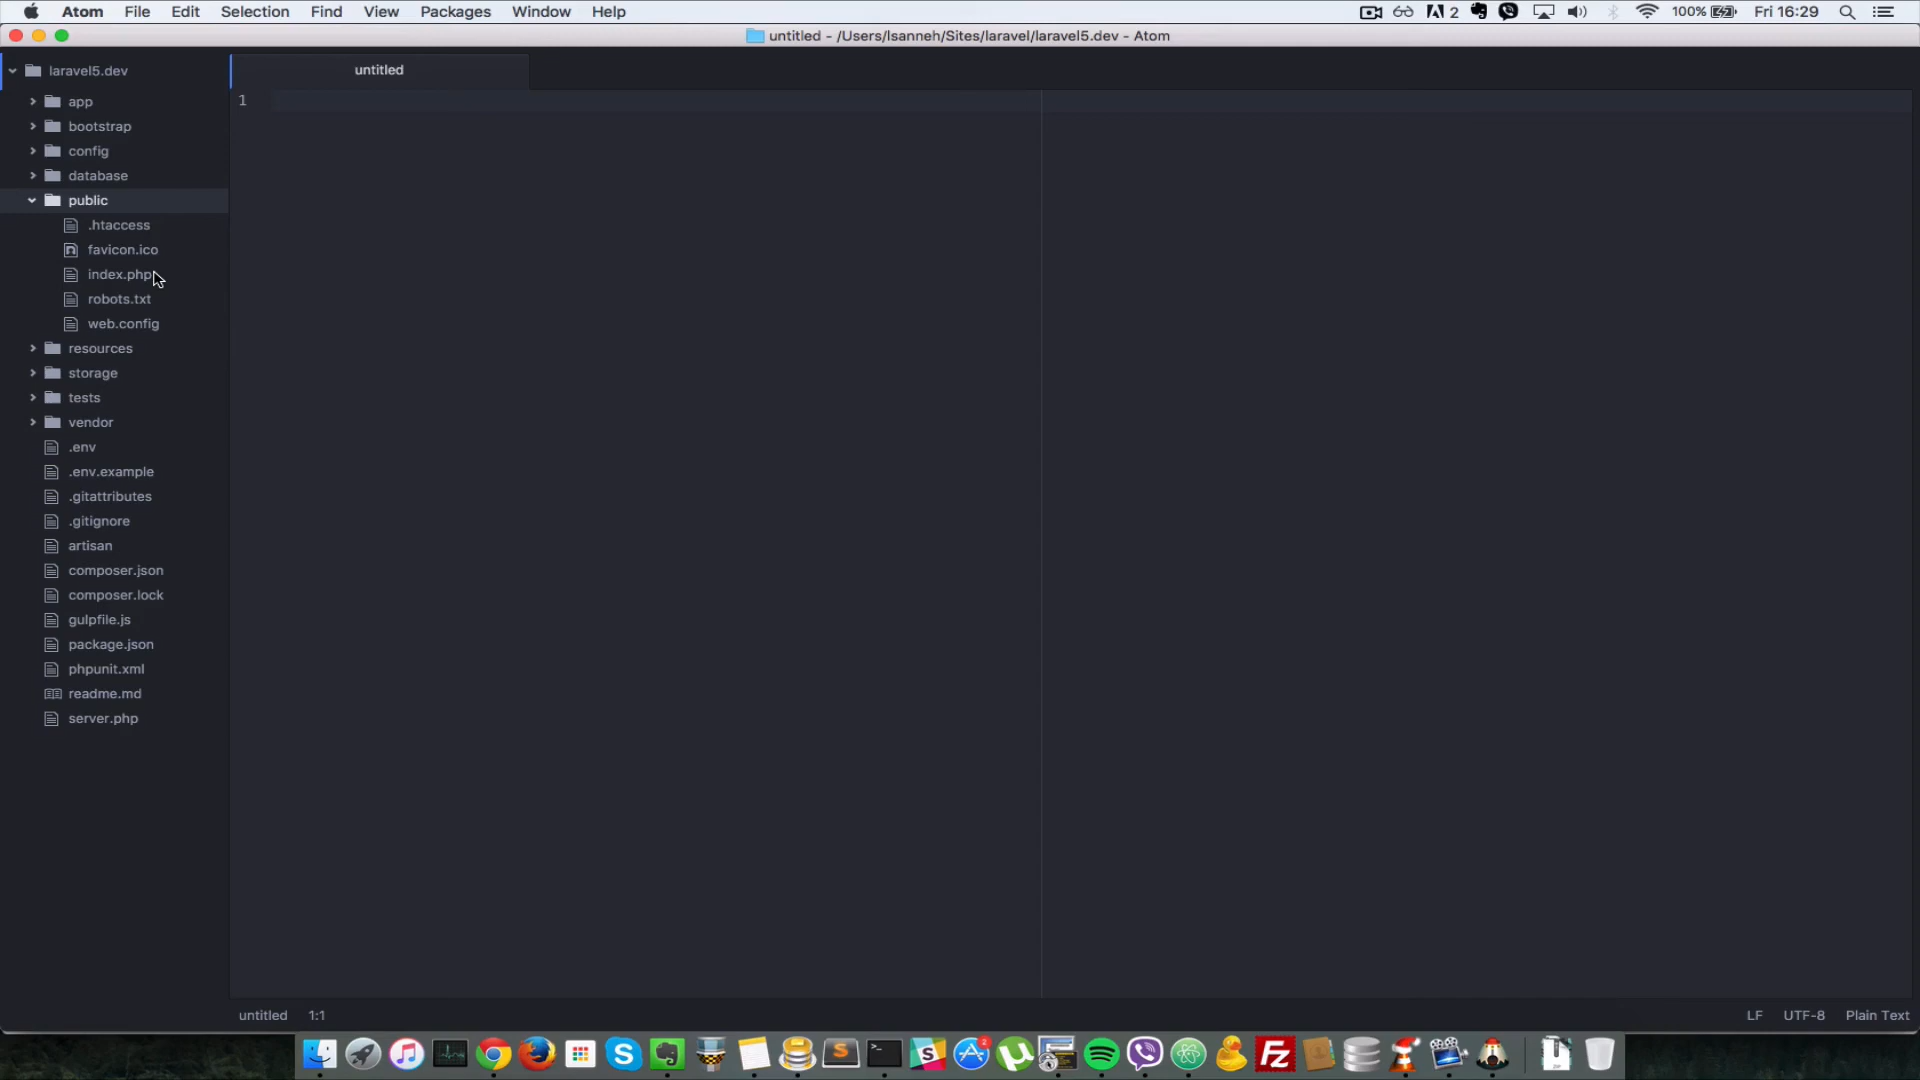 Atom File Edit Selection Find View Packages Window Help 2 100% Fri 16:29
untitled - /Users/lsanneh/Sites/laravel/laravel5.dev - Atom
laravel5.dev
untitled
1
app
bootstrap
config
database
public
.htaccess
favicon.ico
index.php
robots.txt
web.config
resources
storage
tests
vendor
.env
.env.example
.gitattributes
.gitignore
artisan
composer.json
composer.lock
gulpfile.js
package.json
phpunit.xml
readme.md
server.php
untitled 1:1 LF UTF-8 Plain Text